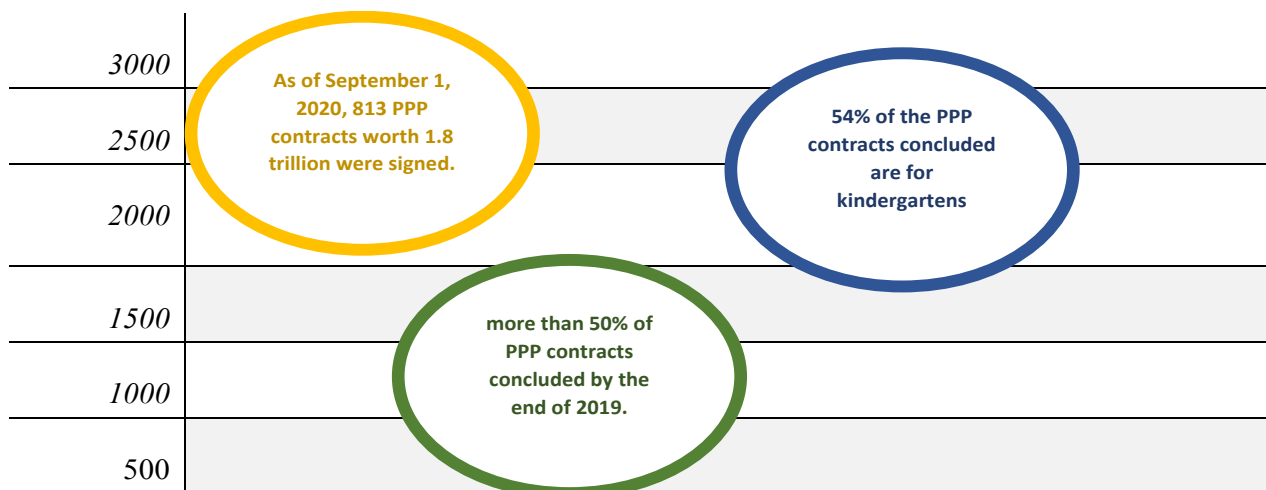 3000
2500
2000
1500
1000
500
As of September 1,
2020, 813 PPP
contracts worth 1.8
trillion were signed.
54% of the PPP
contracts concluded
are for
kindergartens
more than 50% of
PPP contracts
concluded by the
end of 2019.